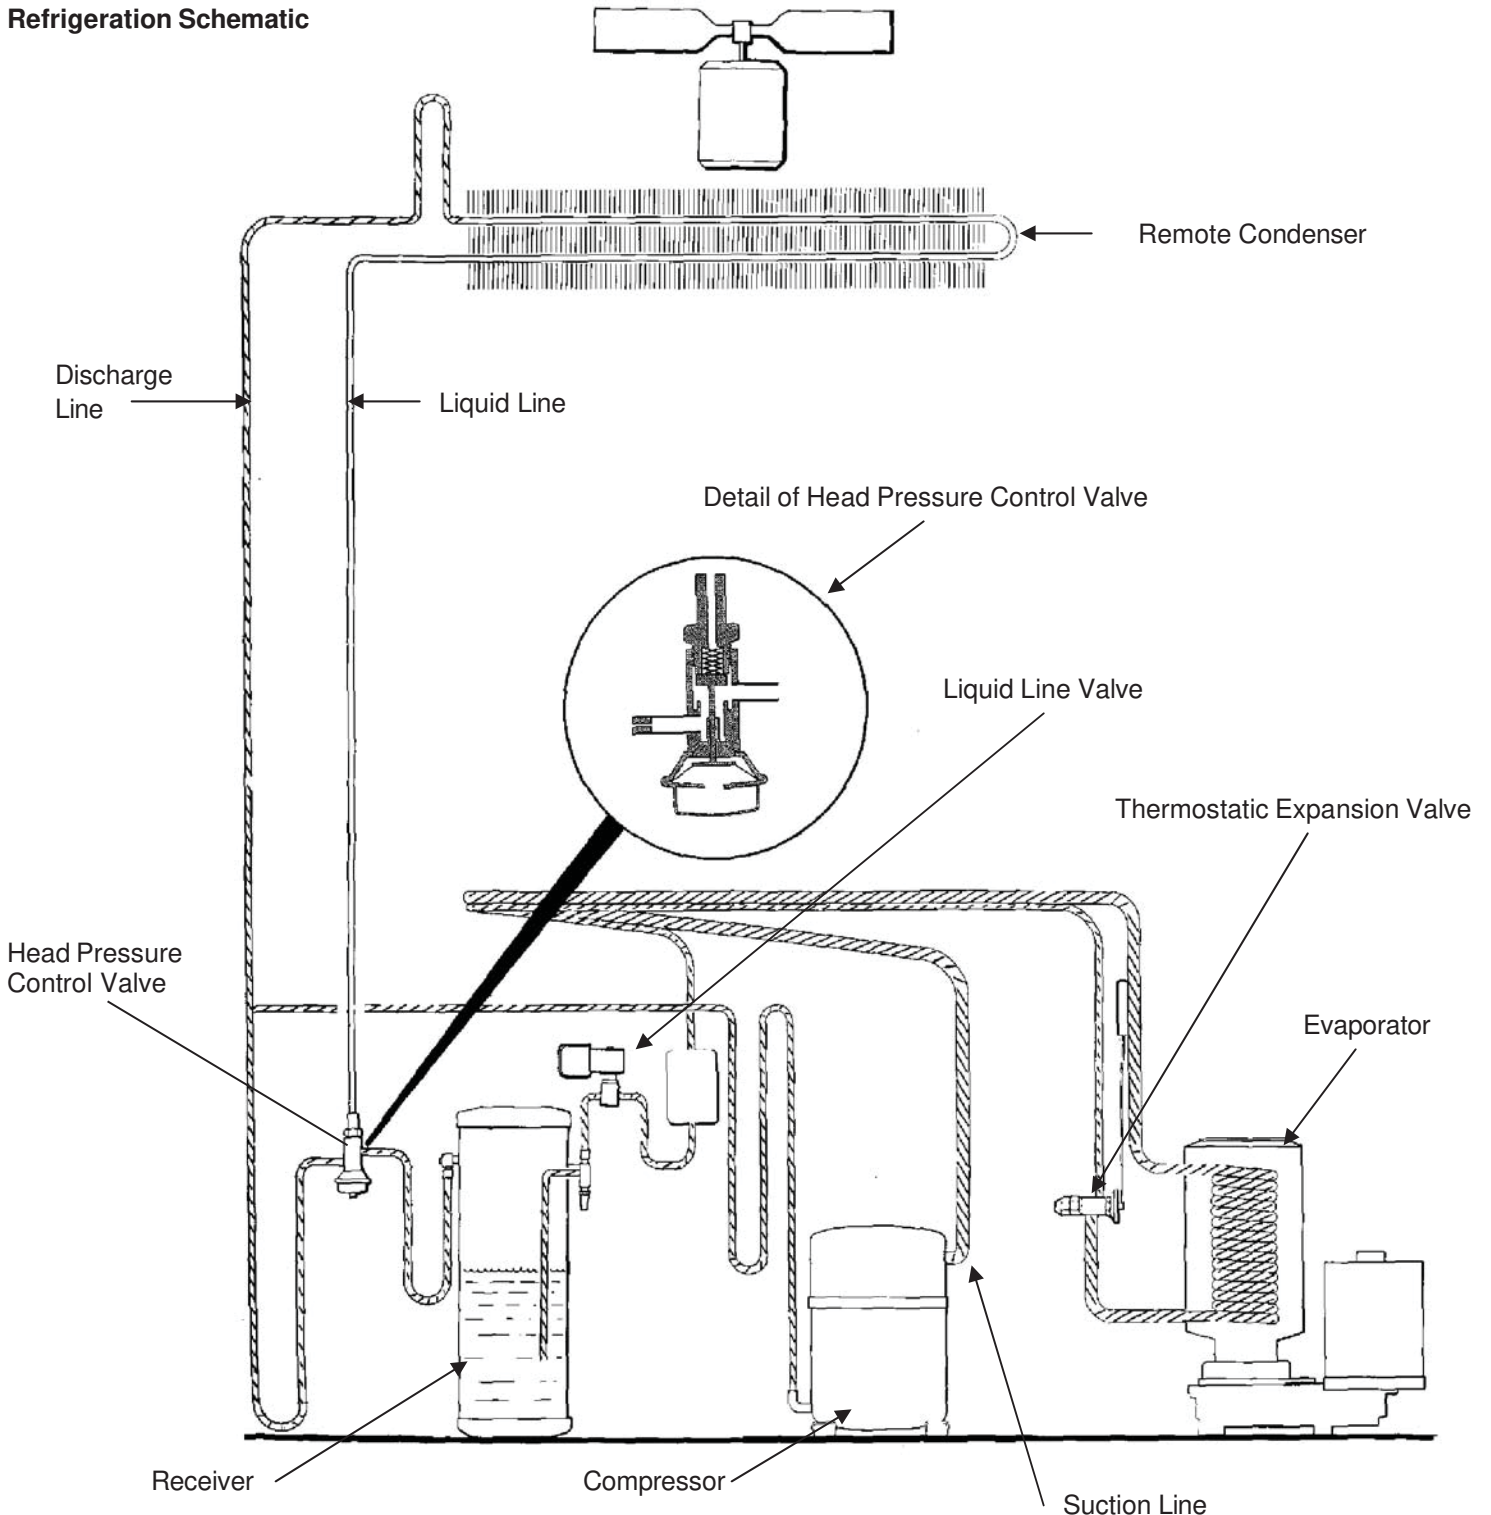 Refrigeration Schematic
Remote Condenser
Discharge
Line
Liquid Line
Detail of Head Pressure Control Valve
Liquid Line Valve
Thermostatic Expansion Valve
Head Pressure
Control Valve
Evaporator
Receiver
Compressor
Suction Line